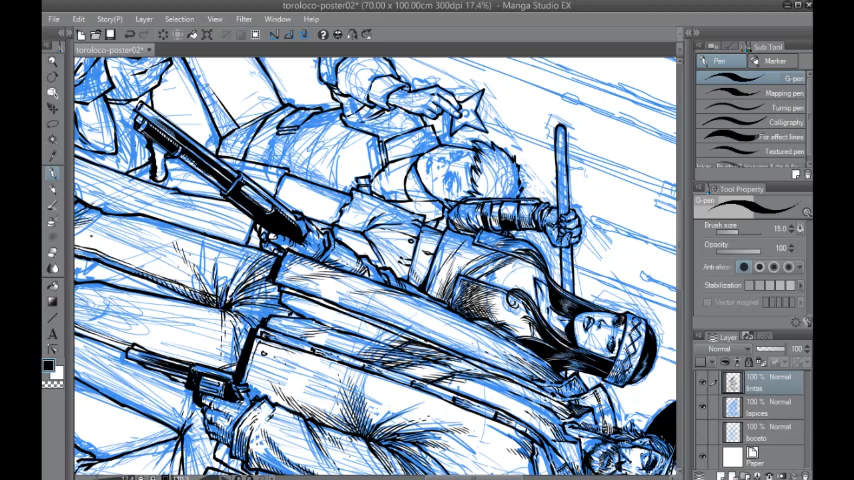 toroloco-poster02* (70.00 x 100.00cm 300dpi 17.4%) - Manga Studio EX
File Edit Story(P) Layer Selection View Filter Window Help
toroloco-poster02*
Sub Tool
Pen Marker
G-pen
Mapping pen
Turnip pen
Calligraphy
For effect lines
Textured pen
Tool Property
G-pen
Brush size 15.0
Opacity 100
Anti-alias
Stabilization
Vector magnet
Layer
Normal 100
100 % Normal
tintas
100 % Normal
lapices
100 % Normal
boceto
Paper